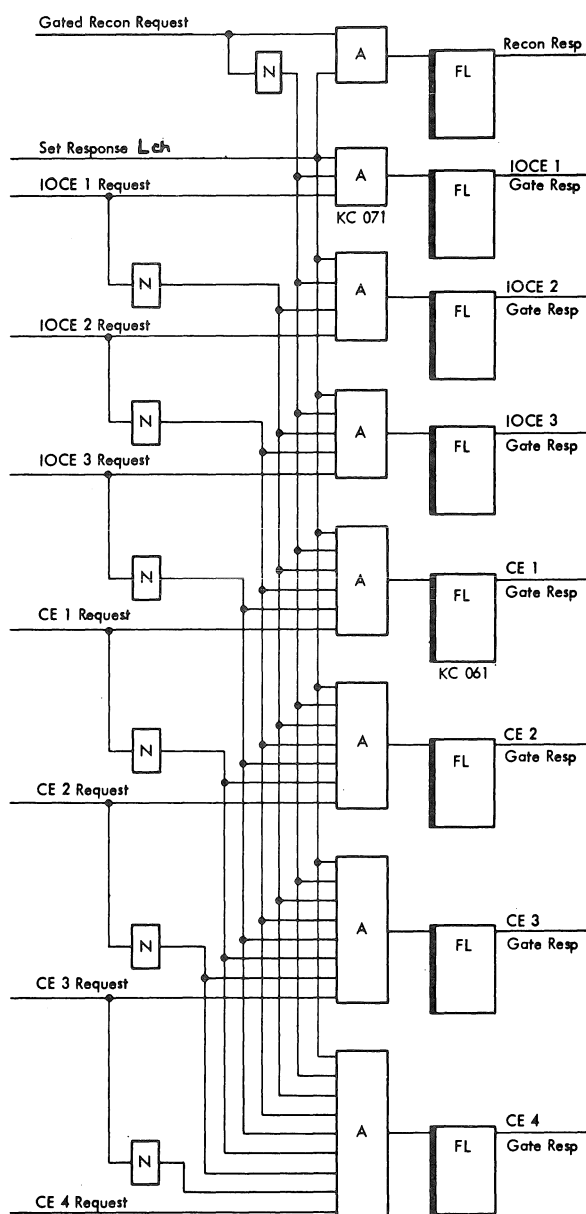 Gated Recon Request
A
Recon Resp
FL
N
Set Response Lch
IOCE 1 Request
A
KC 071
IOCE 1
Gate Resp
FL
N
A
IOCE 2
Gate Resp
FL
IOCE 2 Request
N
A
IOCE 3
Gate Resp
FL
IOCE 3 Request
N
A
CE 1
Gate Resp
FL
KC 061
CE 1 Request
N
A
CE 2
Gate Resp
FL
CE 2 Request
N
A
CE 3
Gate Resp
FL
CE 3 Request
N
A
CE 4
Gate Resp
FL
CE 4 Request